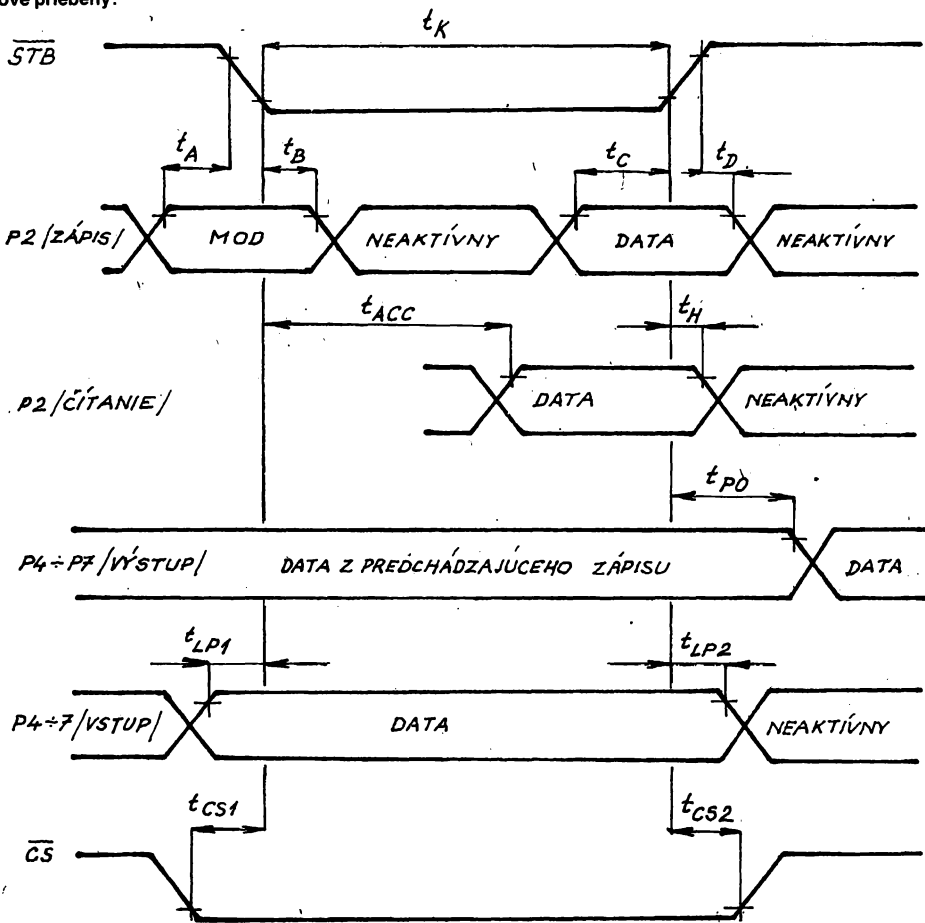 ové priebehy:
t_K
STB
t_A t_B t_C t_D
P2/ZÁPIS/ MOD NEAKTÍVNY DATA NEAKTÍVNY
t_ACC t_H
P2/ČÍTANIE/ DATA NEAKTÍVNY
t_PO
P4÷P7/VÝSTUP/ DATA Z PREDCHÁDZAJÚCEHO ZÁPISU DATA
t_LP1 t_LP2
P4÷7/VSTUP/ DATA NEAKTÍVNY
t_CS1 t_CS2
CS